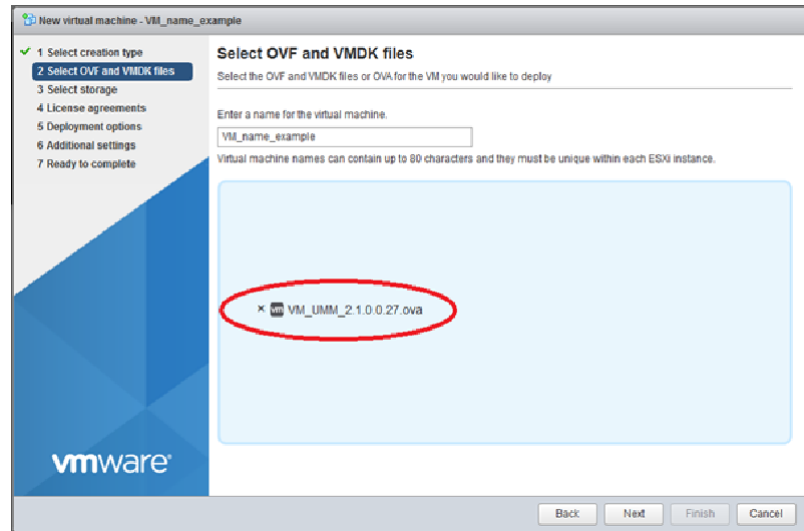 New virtual machine - VM_name_example
1 Select creation type
2 Select OVF and VMDK files
3 Select storage
4 License agreements
5 Deployment options
6 Additional settings
7 Ready to complete
Select OVF and VMDK files
Select the OVF and VMDK files or OVA for the VM you would like to deploy
Enter a name for the virtual machine.
VM_name_example
Virtual machine names can contain up to 80 characters and they must be unique within each ESXi instance.
vm VM_UMM_2.1.0.0.27.ova
vmware
Back Next Finish Cancel